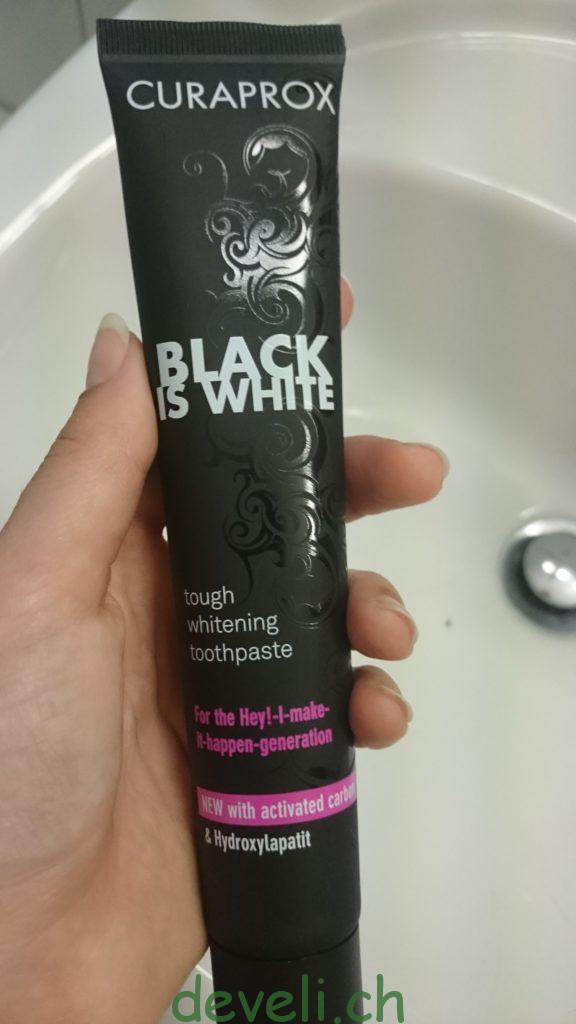 CURAPROX
BLACK
IS WHITE
tough
whitening
toothpaste
For the Hey!-I-make-
it-happen-generation
NEW with activated carbon
& Hydroxylapatit
develi.ch